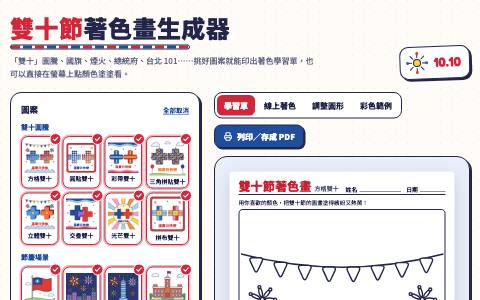 雙十節著色畫生成器
「雙十」圖騰、國旗、煙火、總統府、台北 101……挑好圖案就能印出著色學習單，也
可以直接在螢幕上點顏色塗塗看。
10.10
圖案
全部取消
雙十圖騰
方格雙十
圓點雙十
彩帶雙十
三角拼貼雙十
立體雙十
交疊雙十
光芒雙十
拼布雙十
節慶場景
學習單
線上著色
調整圖形
彩色範例
列印／存成 PDF
雙十節著色畫 方格雙十 姓名 日期
用你喜歡的顏色，把雙十節的圖畫塗得繽紛又熱鬧！